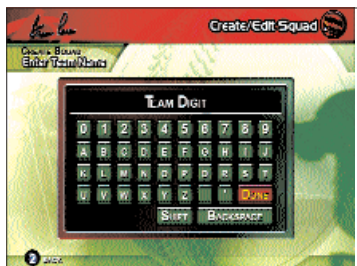 Create/Edit Squad
Create Squad
Enter Team Name
Team Digit
0 1 2 3 4 5 6 7 8 9
A B C D E F G H I J
K L M N O P Q R S T
U V W X Y Z ' Done
Shift Backspace
2 Back